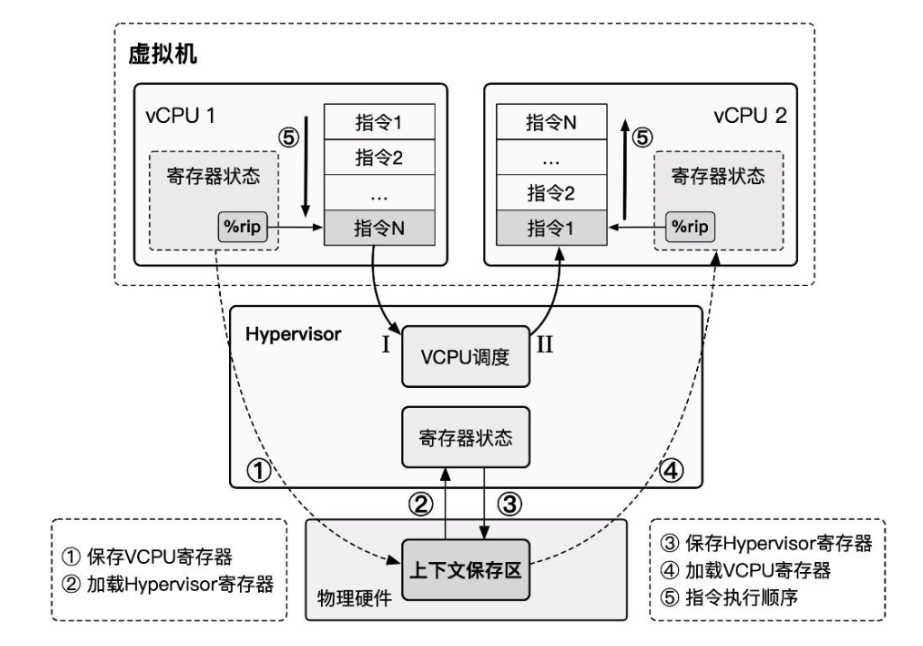 虚拟机
vCPU 1
⑤
指令1
指令2
...
指令N
寄存器状态
%rip
指令N
...
指令2
指令1
⑤
vCPU 2
寄存器状态
%rip
Hypervisor
I
VCPU调度
II
寄存器状态
①
②
③
④
① 保存VCPU寄存器
② 加载Hypervisor寄存器
上下文保存区
物理硬件
③ 保存Hypervisor寄存器
④ 加载VCPU寄存器
⑤ 指令执行顺序